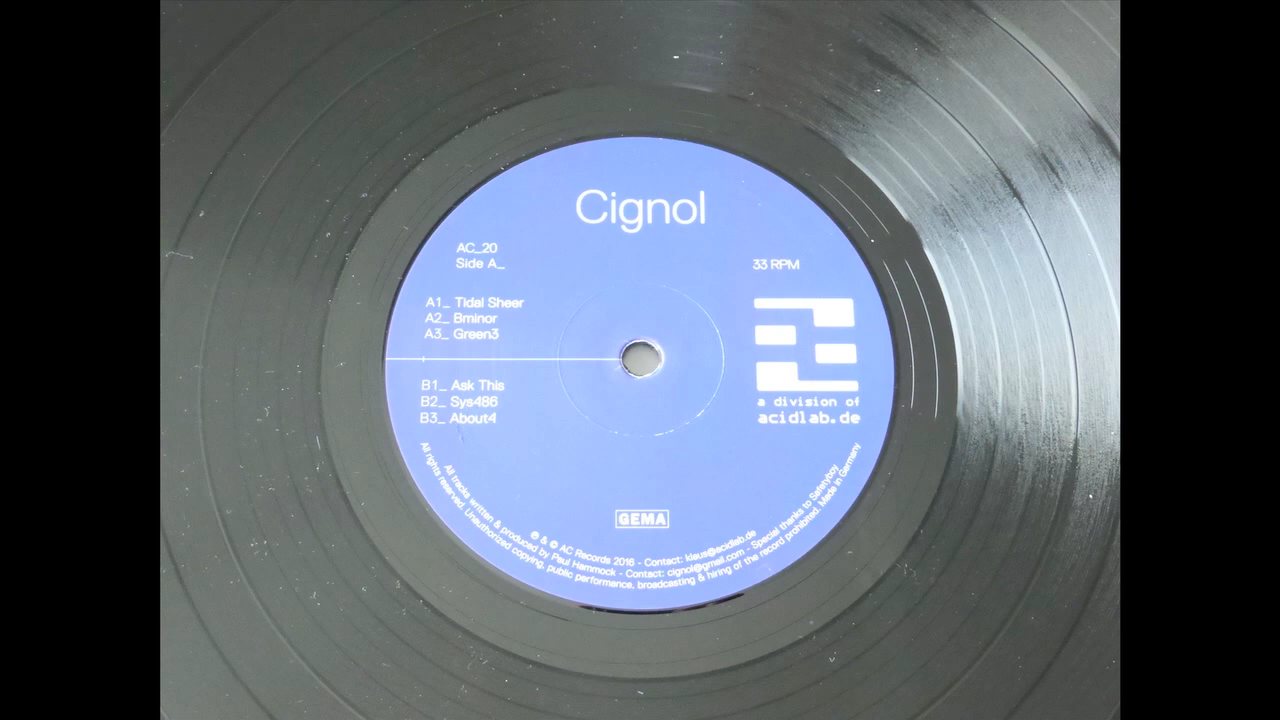 Cignol
AC_20
Side A_
33 RPM
A1_ Tidal Sheer
A2_ Bminor
A3_ Green3
B1_ Ask This
B2_ Sys486
B3_ About4
a division of
acidlab.de
GEMA
℗ & © AC Records 2016 - Contact: klaus@acidlab.de
All tracks written & produced by Paul Hammock - Contact: cignol@gmail.com - Special thanks to Safetyboy
All rights reserved. Unauthorized copying, public performance, broadcasting & hiring of the record prohibited. Made in Germany